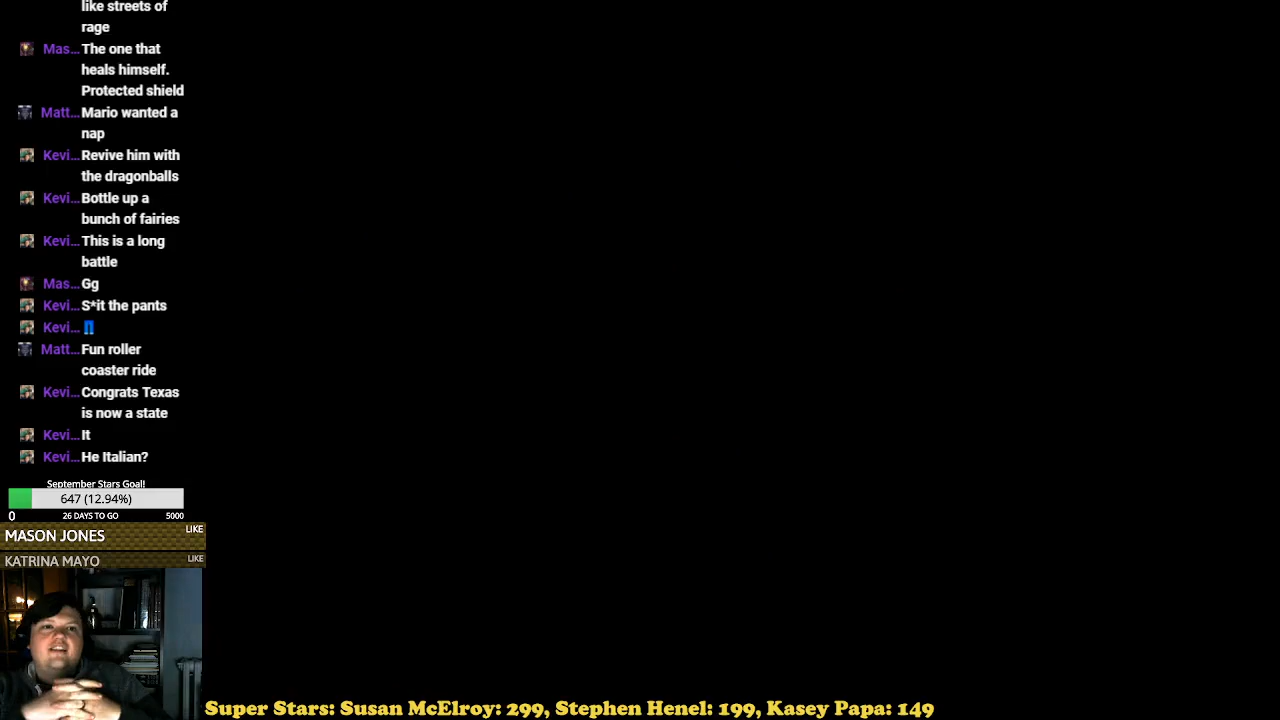 like streets of
rage
Mas... The one that
heals himself.
Protected shield
Matt... Mario wanted a
nap
Kevi... Revive him with
the dragonballs
Kevi... Bottle up a
bunch of fairies
Kevi... This is a long
battle
Mas... Gg
Kevi... S*it the pants
Kevi...
Matt... Fun roller
coaster ride
Kevi... Congrats Texas
is now a state
Kevi... It
Kevi... He Italian?
September Stars Goal!
647 (12.94%)
0 26 DAYS TO GO 5000
MASON JONES LIKE
KATRINA MAYO LIKE
Super Stars: Susan McElroy: 299, Stephen Henel: 199, Kasey Papa: 149